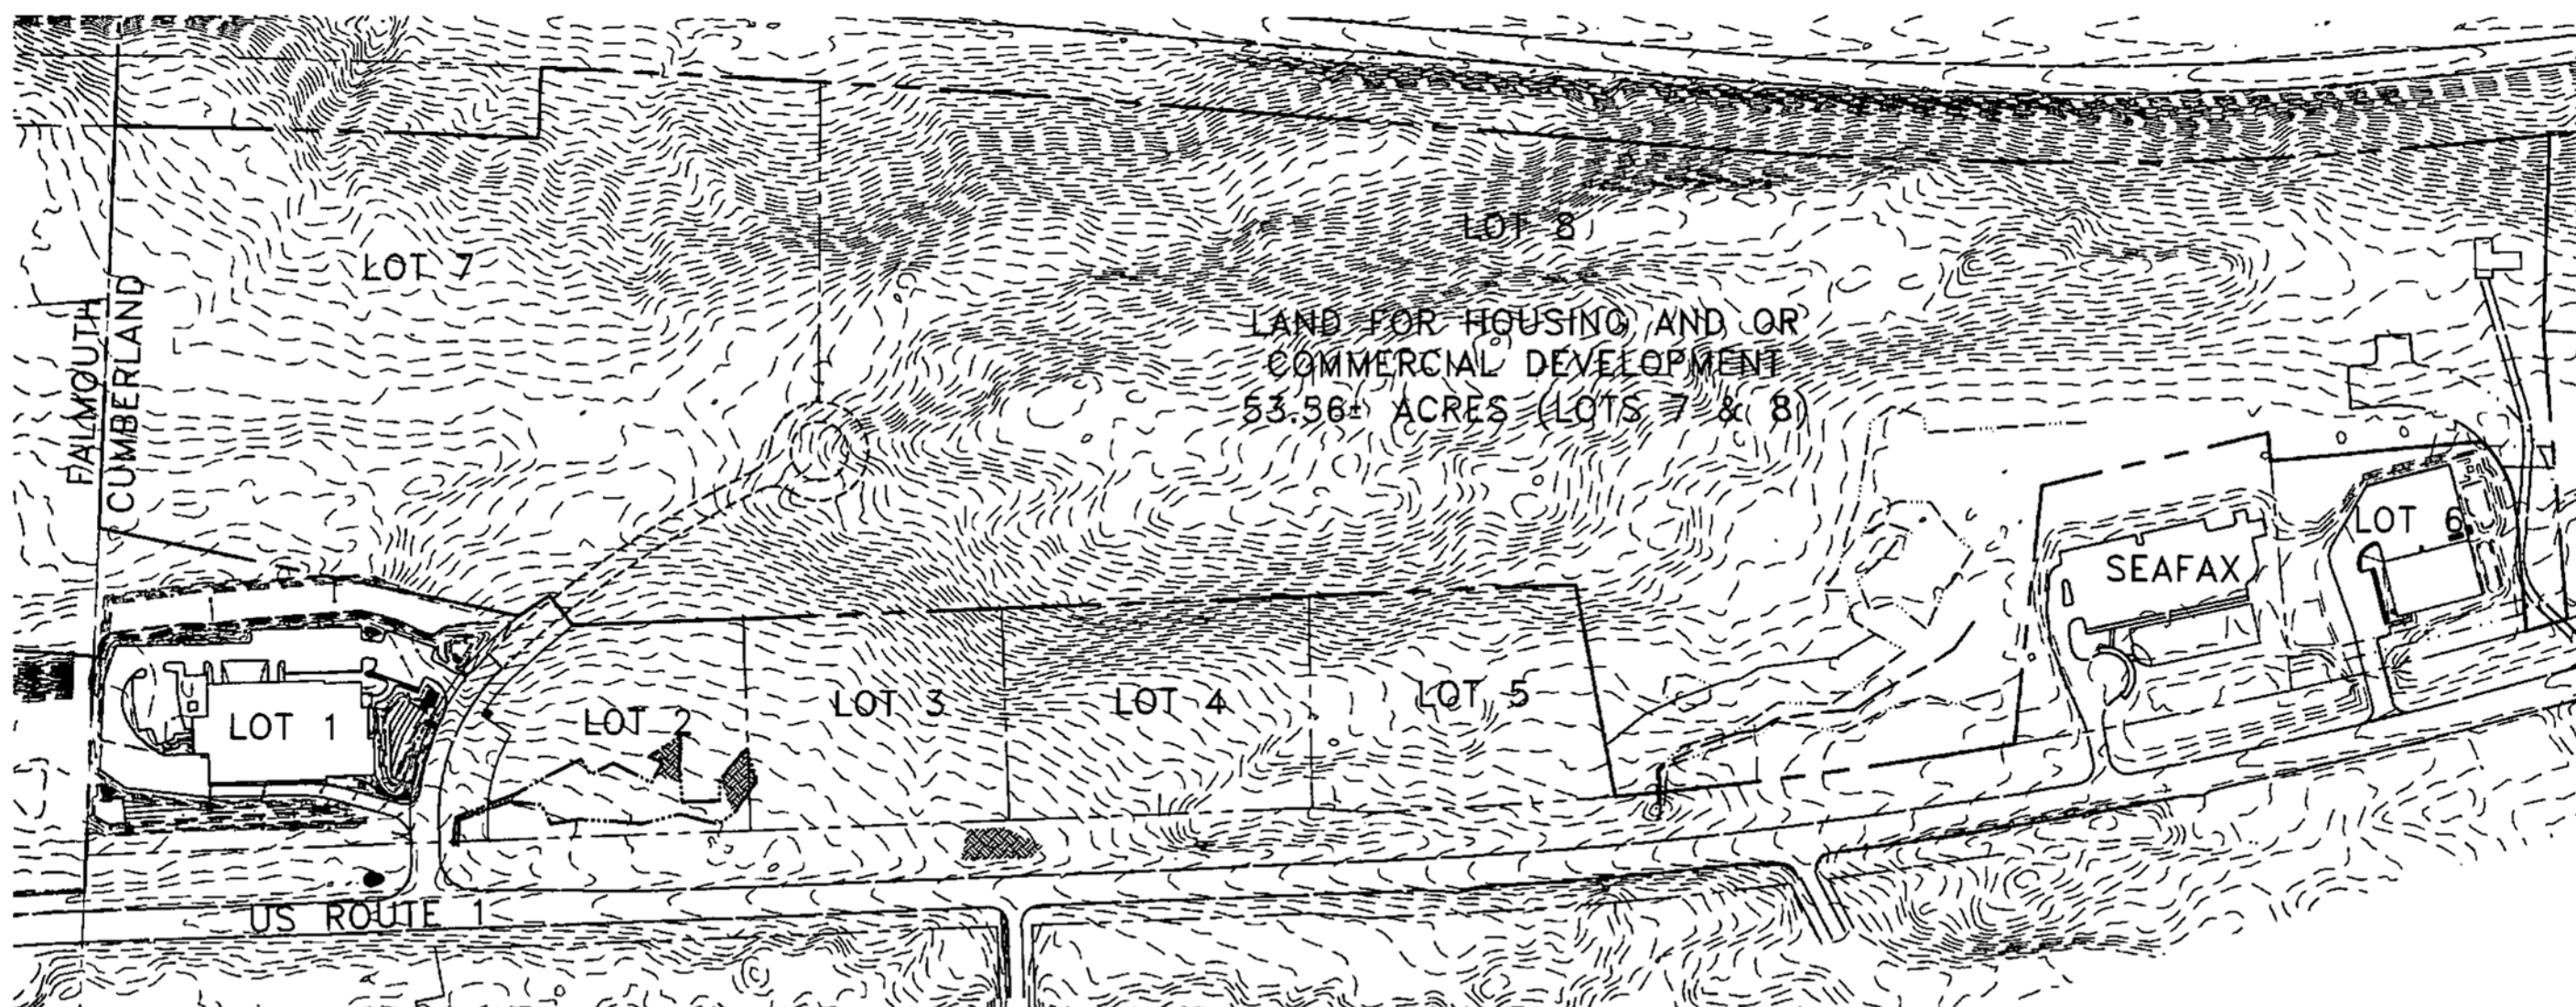 LOT 8
LOT 7
FALMOUTH
CUMBERLAND
LAND FOR HOUSING AND OR
COMMERCIAL DEVELOPMENT
53.56± ACRES (LOTS 7 & 8)
LOT 6
SEAFAX
LOT 1
LOT 2
LOT 3
LOT 4
LOT 5
US ROUTE 1